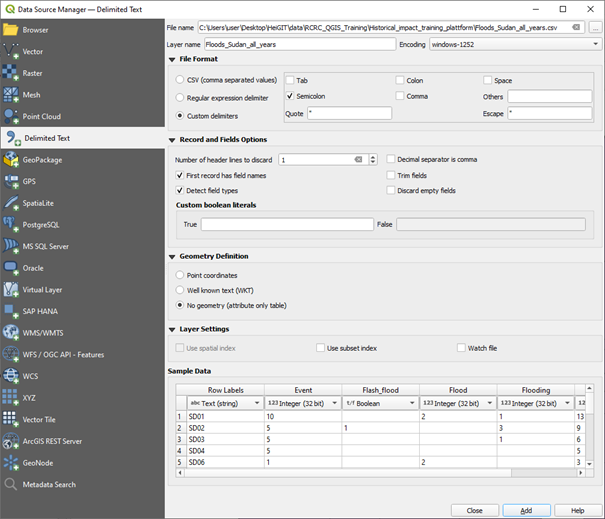 Data Source Manager — Delimited Text
Browser
Vector
Raster
Mesh
Point Cloud
Delimited Text
GeoPackage
GPS
SpatiaLite
PostgreSQL
MS SQL Server
Oracle
Virtual Layer
SAP HANA
WMS/WMTS
WFS / OGC API - Features
WCS
XYZ
Vector Tile
ArcGIS REST Server
GeoNode
Metadata Search
File name C:\Users\user\Desktop\HeiGIT\data\RCRC_QGIS_Training\Historical_impact_training_plattform\Floods_Sudan_all_years.csv ...
Layer name Floods_Sudan_all_years Encoding windows-1252
File Format
CSV (comma separated values) Tab Colon Space
Regular expression delimiter Semicolon Comma Others
Custom delimiters Quote " Escape "
Record and Fields Options
Number of header lines to discard 1 Decimal separator is comma
First record has field names Trim fields
Detect field types Discard empty fields
Custom boolean literals
True False
Geometry Definition
Point coordinates
Well known text (WKT)
No geometry (attribute only table)
Layer Settings
Use spatial index Use subset index Watch file
Sample Data
Row Labels Event Flash_flood Flood Flooding
abc Text (string) 123 Integer (32 bit) t/f Boolean 123 Integer (32 bit) 123 Integer (32 bit) 12
1 SD01 10 2 1 13
2 SD02 5 1 3 9
3 SD03 5 1 6
4 SD04 5 5
5 SD06 1 2 3
Close Add Help